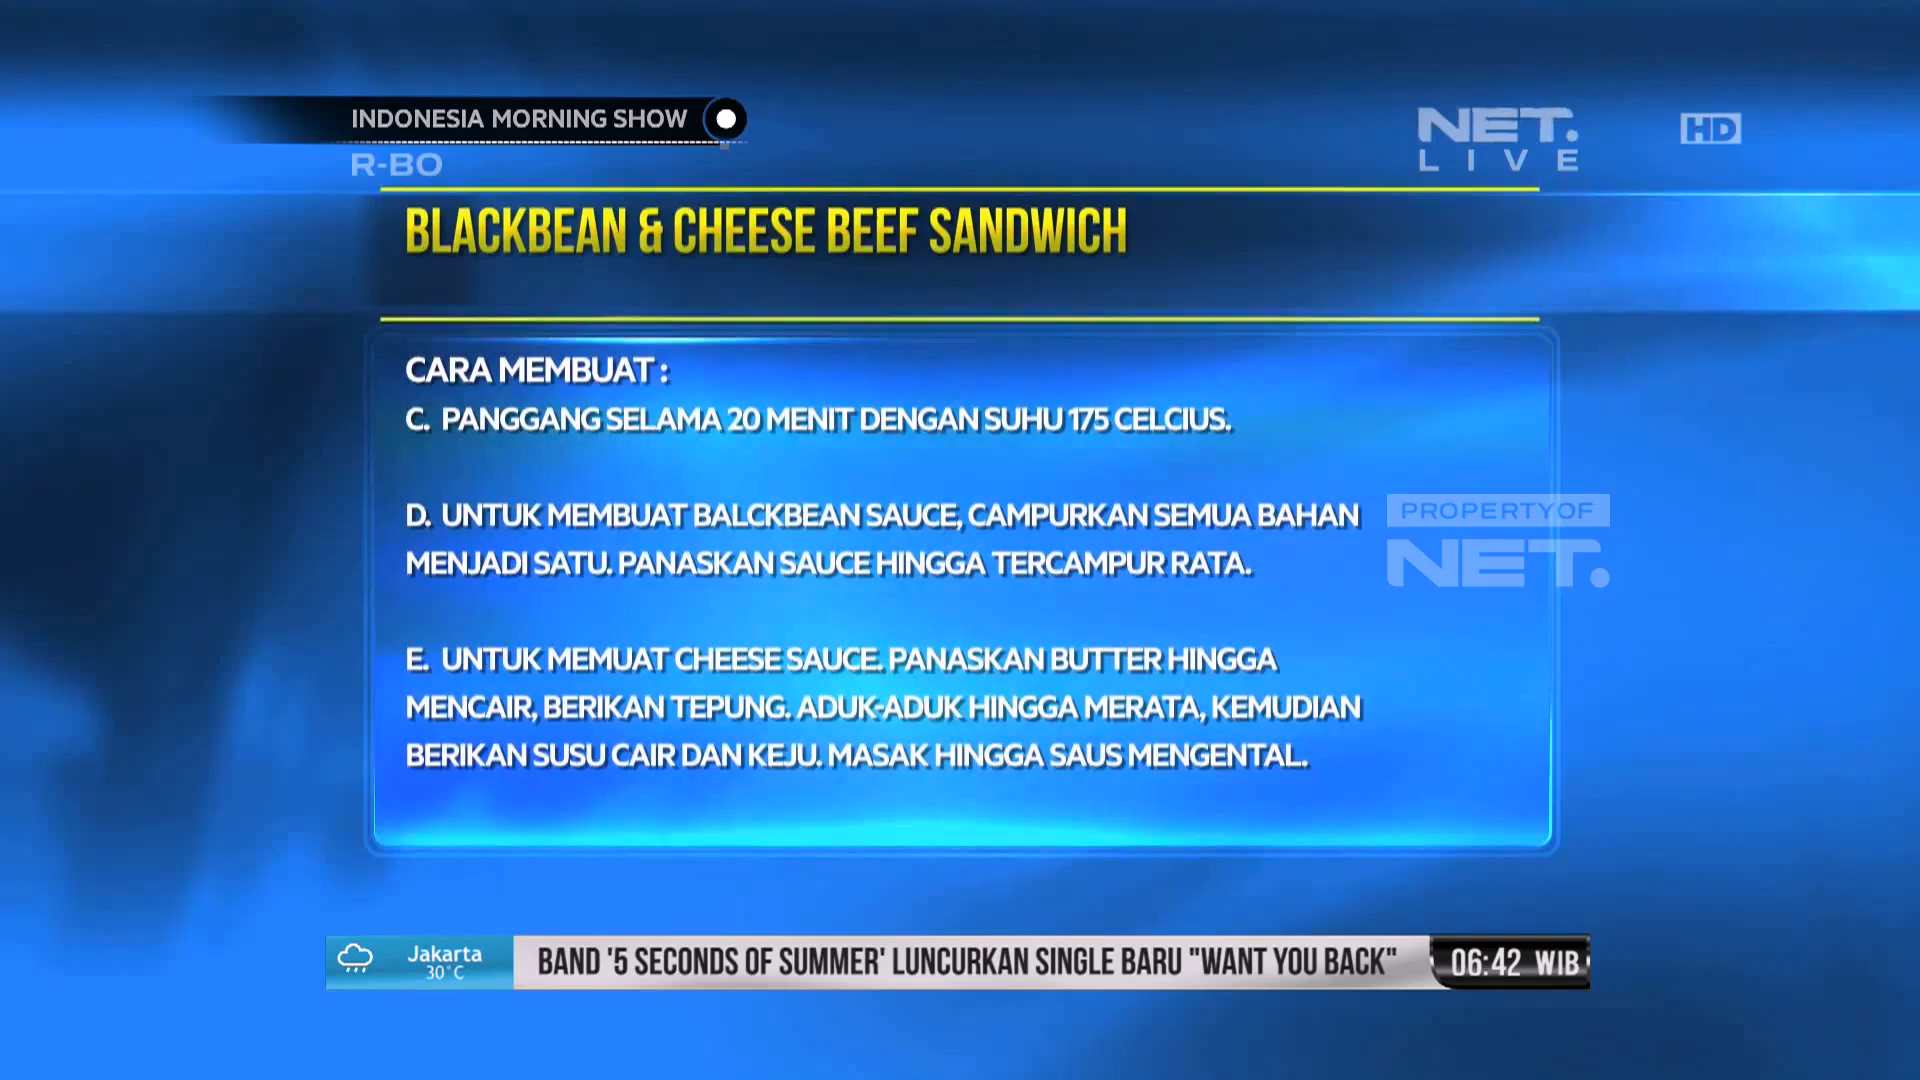 INDONESIA MORNING SHOW
R-BO
NET.
LIVE
HD
BLACKBEAN & CHEESE BEEF SANDWICH
CARA MEMBUAT :
C. PANGGANG SELAMA 20 MENIT DENGAN SUHU 175 CELCIUS.
D. UNTUK MEMBUAT BALCKBEAN SAUCE, CAMPURKAN SEMUA BAHAN
MENJADI SATU. PANASKAN SAUCE HINGGA TERCAMPUR RATA.
PROPERTY OF
NET.
E. UNTUK MEMUAT CHEESE SAUCE. PANASKAN BUTTER HINGGA
MENCAIR, BERIKAN TEPUNG. ADUK-ADUK HINGGA MERATA, KEMUDIAN
BERIKAN SUSU CAIR DAN KEJU. MASAK HINGGA SAUS MENGENTAL.
Jakarta
30°C
BAND '5 SECONDS OF SUMMER' LUNCURKAN SINGLE BARU "WANT YOU BACK"
06:42 WIB